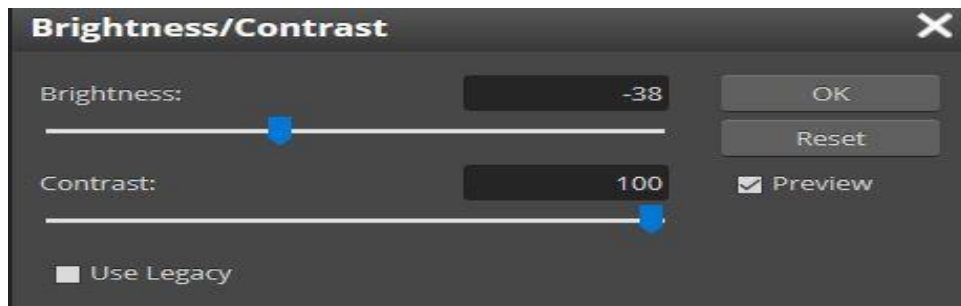 Brightness/Contrast
Brightness: -38 OK
Reset
Contrast: 100 Preview
Use Legacy